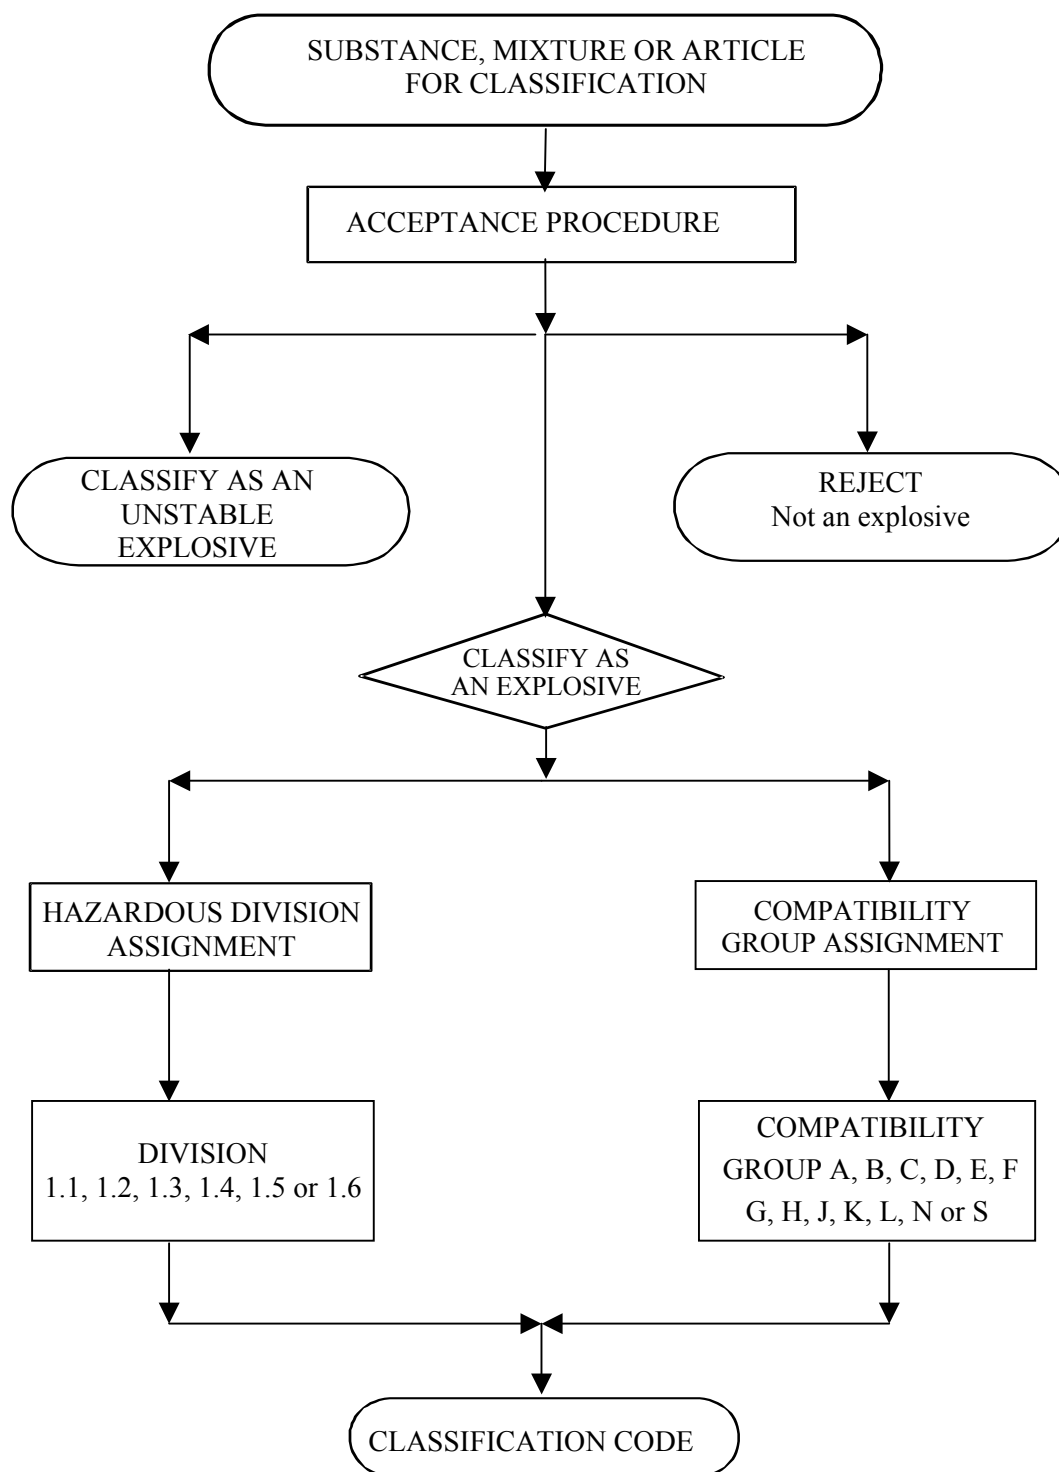 SUBSTANCE, MIXTURE OR ARTICLE
FOR CLASSIFICATION
ACCEPTANCE PROCEDURE
CLASSIFY AS AN
UNSTABLE
EXPLOSIVE
REJECT
Not an explosive
CLASSIFY AS
AN EXPLOSIVE
HAZARDOUS DIVISION
ASSIGNMENT
COMPATIBILITY
GROUP ASSIGNMENT
DIVISION
1.1, 1.2, 1.3, 1.4, 1.5 or 1.6
COMPATIBILITY
GROUP A, B, C, D, E, F
G, H, J, K, L, N or S
CLASSIFICATION CODE